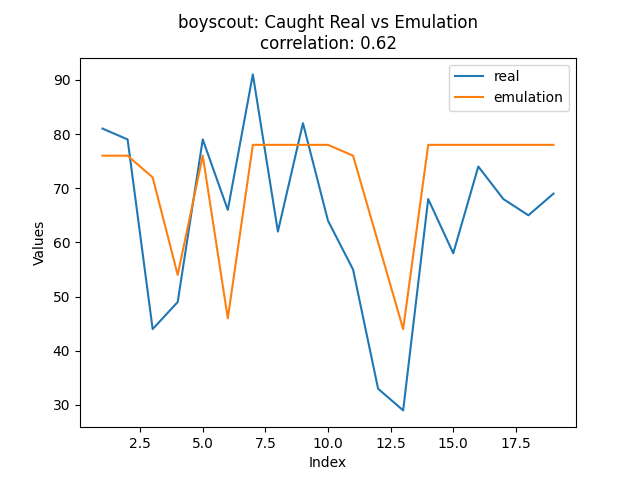 boyscout: Caught Real vs Emulation
correlation: 0.62
real
emulation
90
80
70
60
50
40
30
Values
2.5 5.0 7.5 10.0 12.5 15.0 17.5
Index